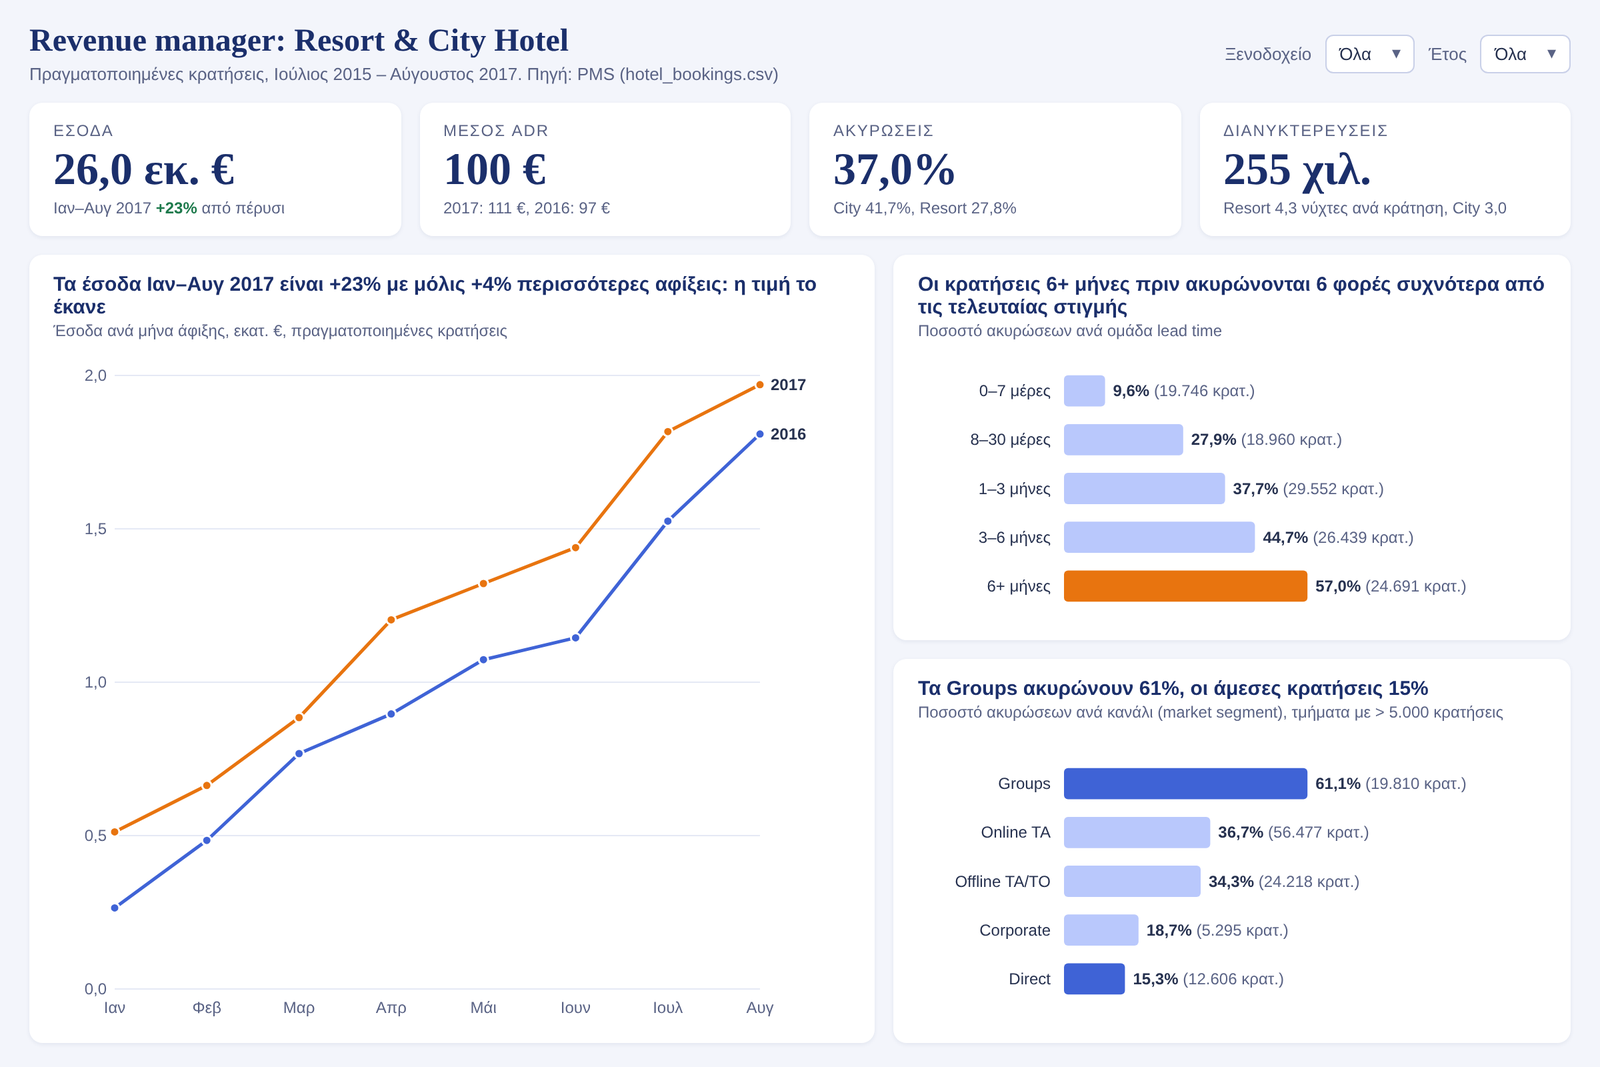 Revenue manager: Resort & City Hotel
Πραγματοποιημένες κρατήσεις, Ιούλιος 2015 – Αύγουστος 2017. Πηγή: PMS (hotel_bookings.csv)
Ξενοδοχείο Όλα ▼ Έτος Όλα ▼
ΕΣΟΔΑ
26,0 εκ. €
Ιαν–Αυγ 2017 +23% από πέρυσι
ΜΕΣΟΣ ADR
100 €
2017: 111 €, 2016: 97 €
ΑΚΥΡΩΣΕΙΣ
37,0%
City 41,7%, Resort 27,8%
ΔΙΑΝΥΚΤΕΡΕΥΣΕΙΣ
255 χιλ.
Resort 4,3 νύχτες ανά κράτηση, City 3,0
Τα έσοδα Ιαν–Αυγ 2017 είναι +23% με μόλις +4% περισσότερες αφίξεις: η τιμή το
έκανε
Έσοδα ανά μήνα άφιξης, εκατ. €, πραγματοποιημένες κρατήσεις
2,0
1,5
1,0
0,5
0,0
2017
2016
Ιαν Φεβ Μαρ Απρ Μάι Ιουν Ιουλ Αυγ
Οι κρατήσεις 6+ μήνες πριν ακυρώνονται 6 φορές συχνότερα από
τις τελευταίας στιγμής
Ποσοστό ακυρώσεων ανά ομάδα lead time
0–7 μέρες 9,6% (19.746 κρατ.)
8–30 μέρες 27,9% (18.960 κρατ.)
1–3 μήνες 37,7% (29.552 κρατ.)
3–6 μήνες 44,7% (26.439 κρατ.)
6+ μήνες 57,0% (24.691 κρατ.)
Τα Groups ακυρώνουν 61%, οι άμεσες κρατήσεις 15%
Ποσοστό ακυρώσεων ανά κανάλι (market segment), τμήματα με > 5.000 κρατήσεις
Groups 61,1% (19.810 κρατ.)
Online TA 36,7% (56.477 κρατ.)
Offline TA/TO 34,3% (24.218 κρατ.)
Corporate 18,7% (5.295 κρατ.)
Direct 15,3% (12.606 κρατ.)